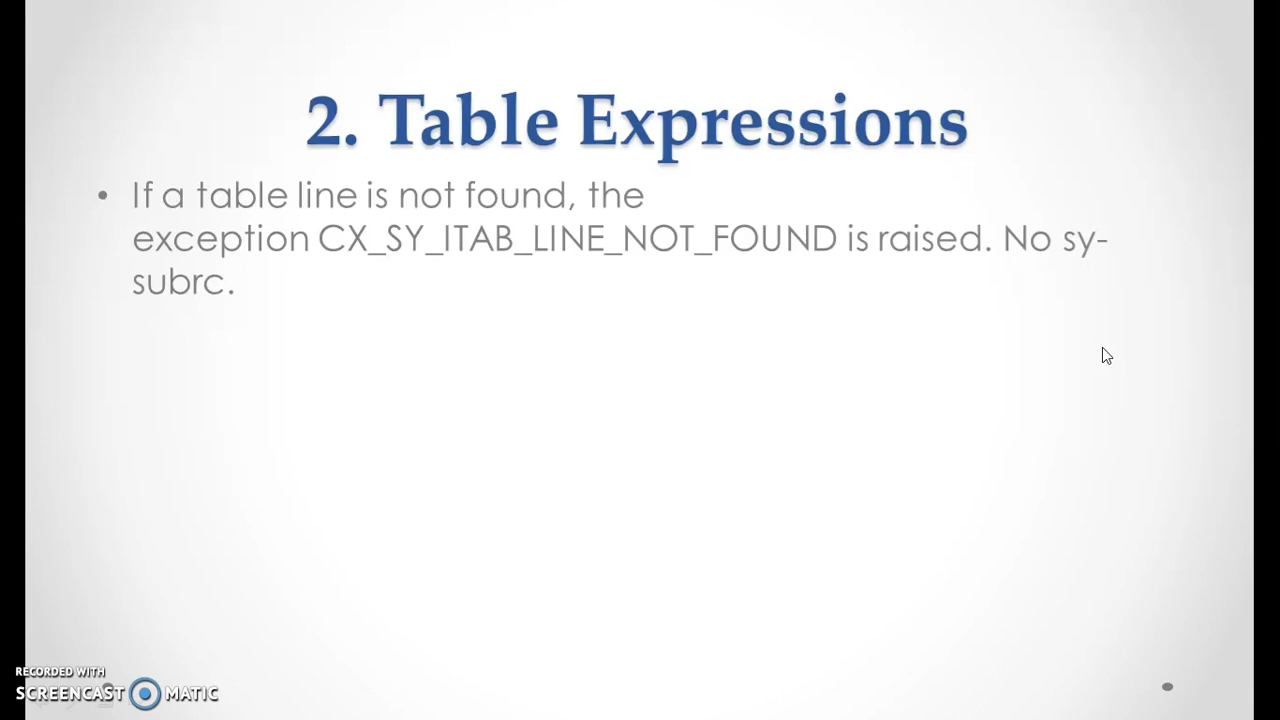 2. Table Expressions
• If a table line is not found, the
exception CX_SY_ITAB_LINE_NOT_FOUND is raised. No sy-
subrc.
RECORDED WITH
SCREENCAST MATIC